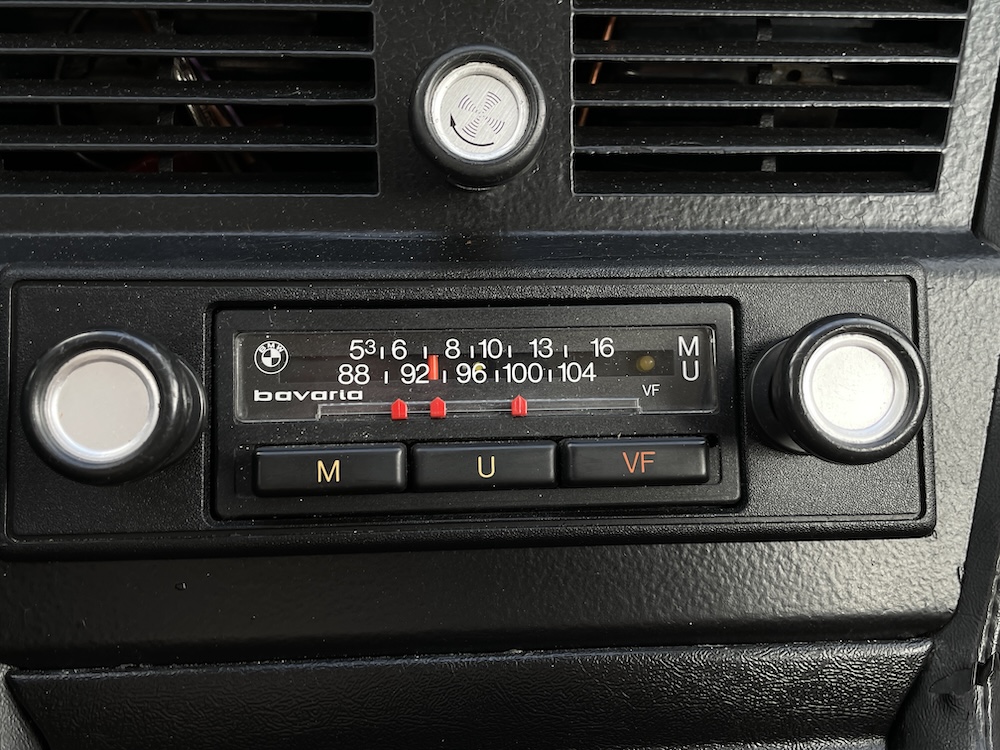 BMW
53 6 8 10 13 16 M
88 92 96 100 104 U
bavaria
VF
M U VF